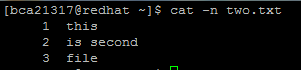 [bca21317@redhat ~]$ cat -n two.txt
     1  this
     2  is second
     3  file